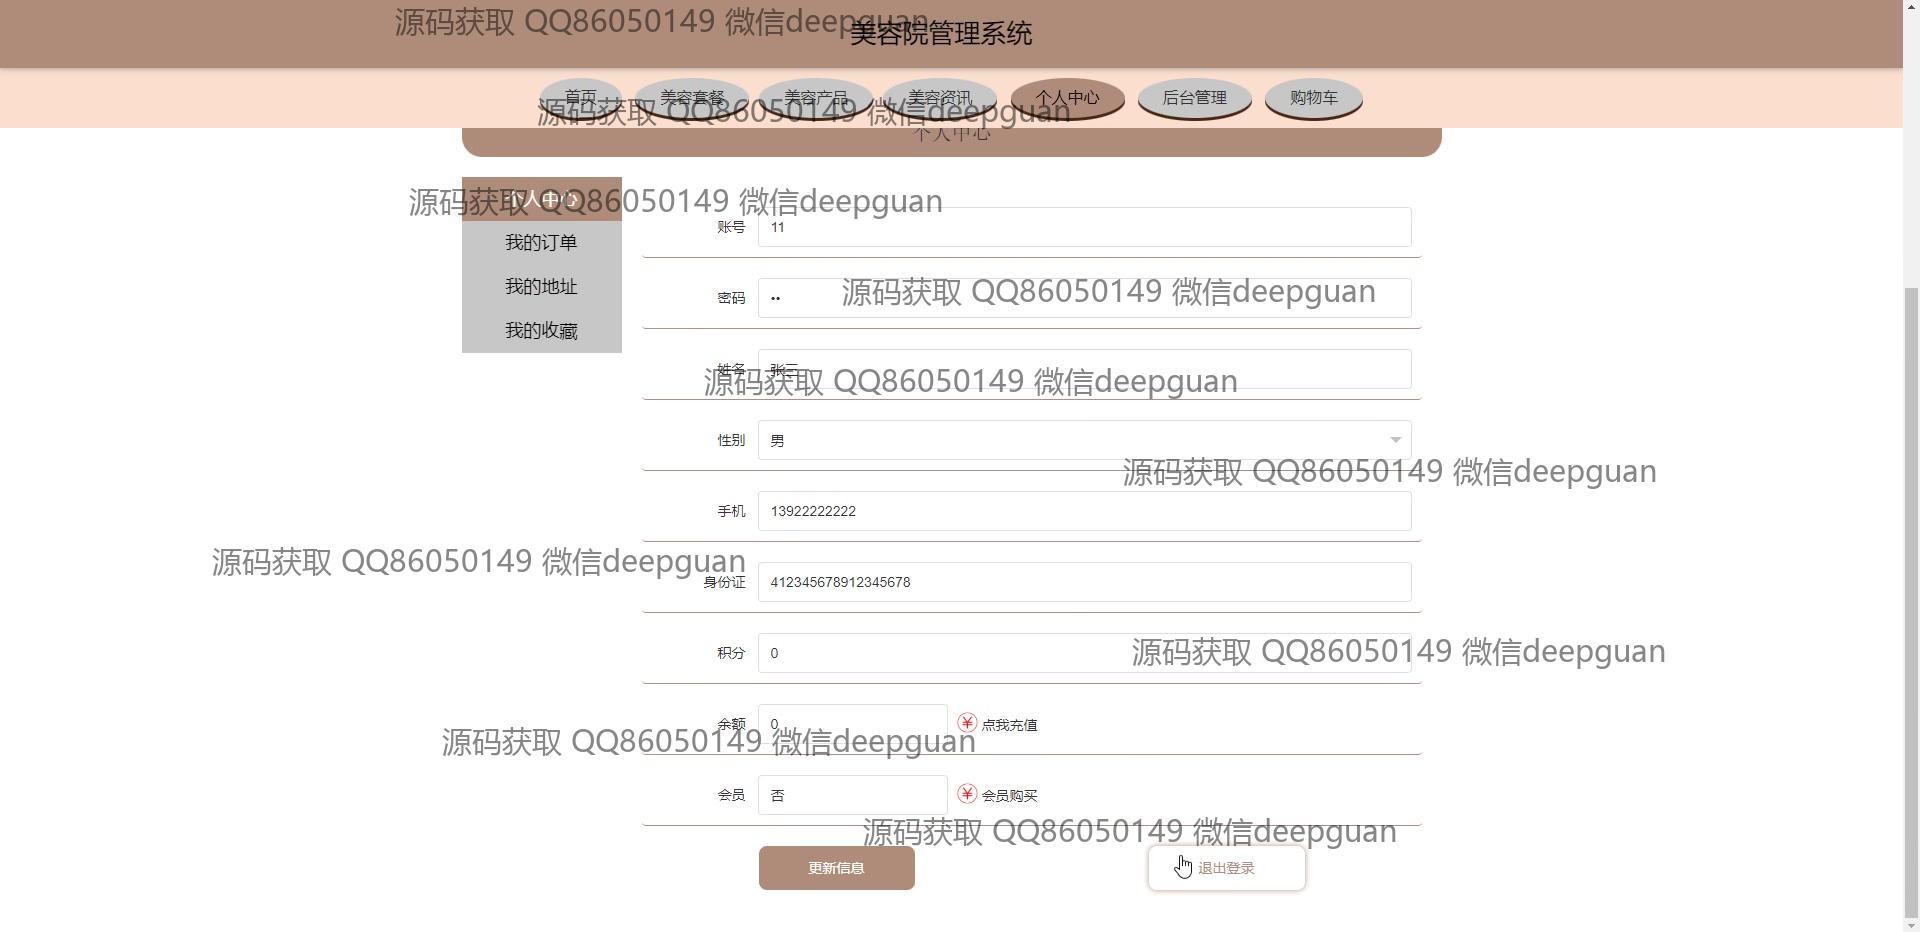 源码获取 QQ86050149 微信deepguan
美容院管理系统
首页 美容套餐 美容产品 美容资讯 个人中心 后台管理 购物车
源码获取 QQ86050149 微信deepguan
个人中心
个人中心
源码获取 QQ86050149 微信deepguan
账号 11
我的订单
我的地址
密码 ••
源码获取 QQ86050149 微信deepguan
我的收藏
姓名 张三
源码获取 QQ86050149 微信deepguan
性别 男
源码获取 QQ86050149 微信deepguan
手机 13922222222
源码获取 QQ86050149 微信deepguan
身份证 412345678912345678
积分 0
源码获取 QQ86050149 微信deepguan
余额 0 ¥ 点我充值
源码获取 QQ86050149 微信deepguan
会员 否 ¥ 会员购买
源码获取 QQ86050149 微信deepguan
更新信息 退出登录